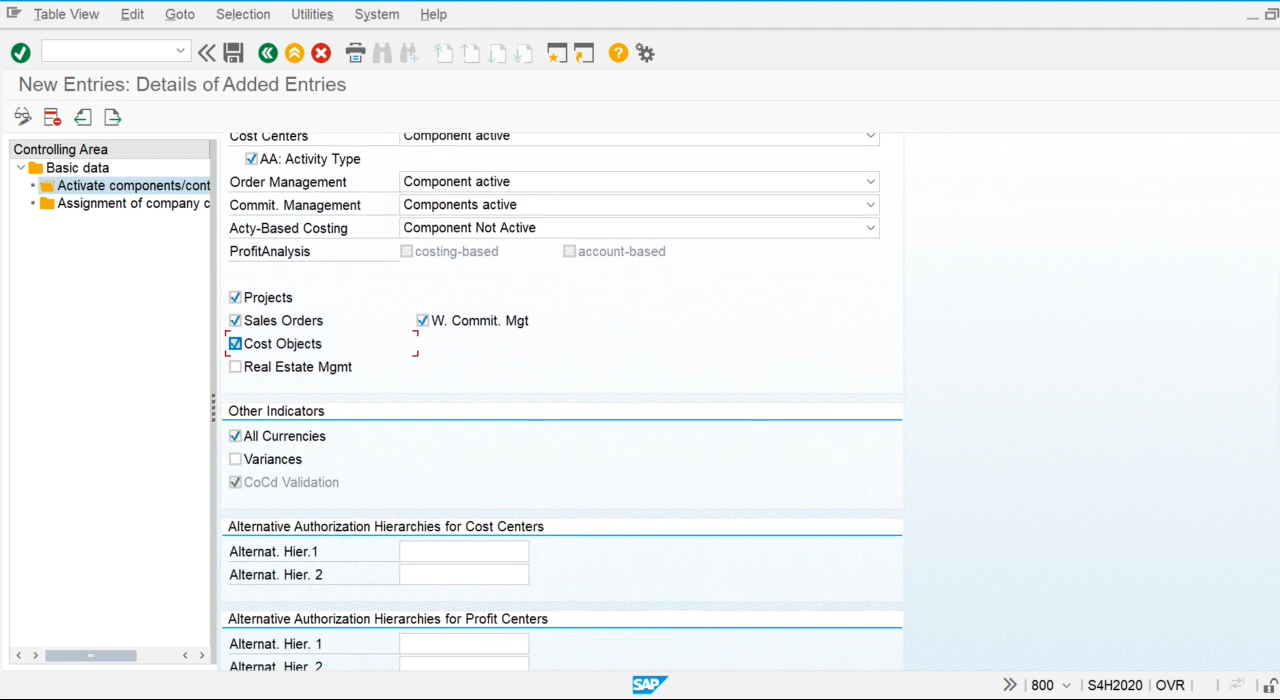 Table View Edit Goto Selection Utilities System Help
New Entries: Details of Added Entries
Controlling Area
Basic data
Activate components/cont
Assignment of company c
Cost Centers Component active
AA: Activity Type
Order Management Component active
Commit. Management Components active
Acty-Based Costing Component Not Active
ProfitAnalysis costing-based account-based
Projects
Sales Orders W. Commit. Mgt
Cost Objects
Real Estate Mgmt
Other Indicators
All Currencies
Variances
CoCd Validation
Alternative Authorization Hierarchies for Cost Centers
Alternat. Hier.1
Alternat. Hier. 2
Alternative Authorization Hierarchies for Profit Centers
Alternat. Hier. 1
Alternat. Hier. 2
SAP 800 S4H2020 OVR